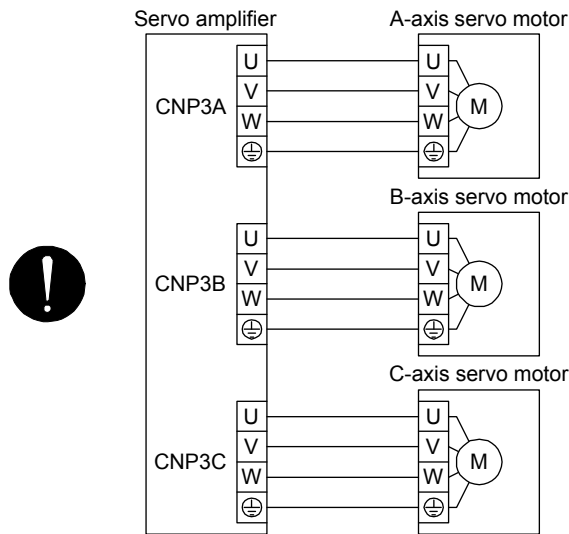 Servo amplifier
A-axis servo motor
U
U
V
V
CNP3A
M
W
W
B-axis servo motor
U
U
V
V
CNP3B
M
W
W
C-axis servo motor
U
U
V
V
CNP3C
M
W
W